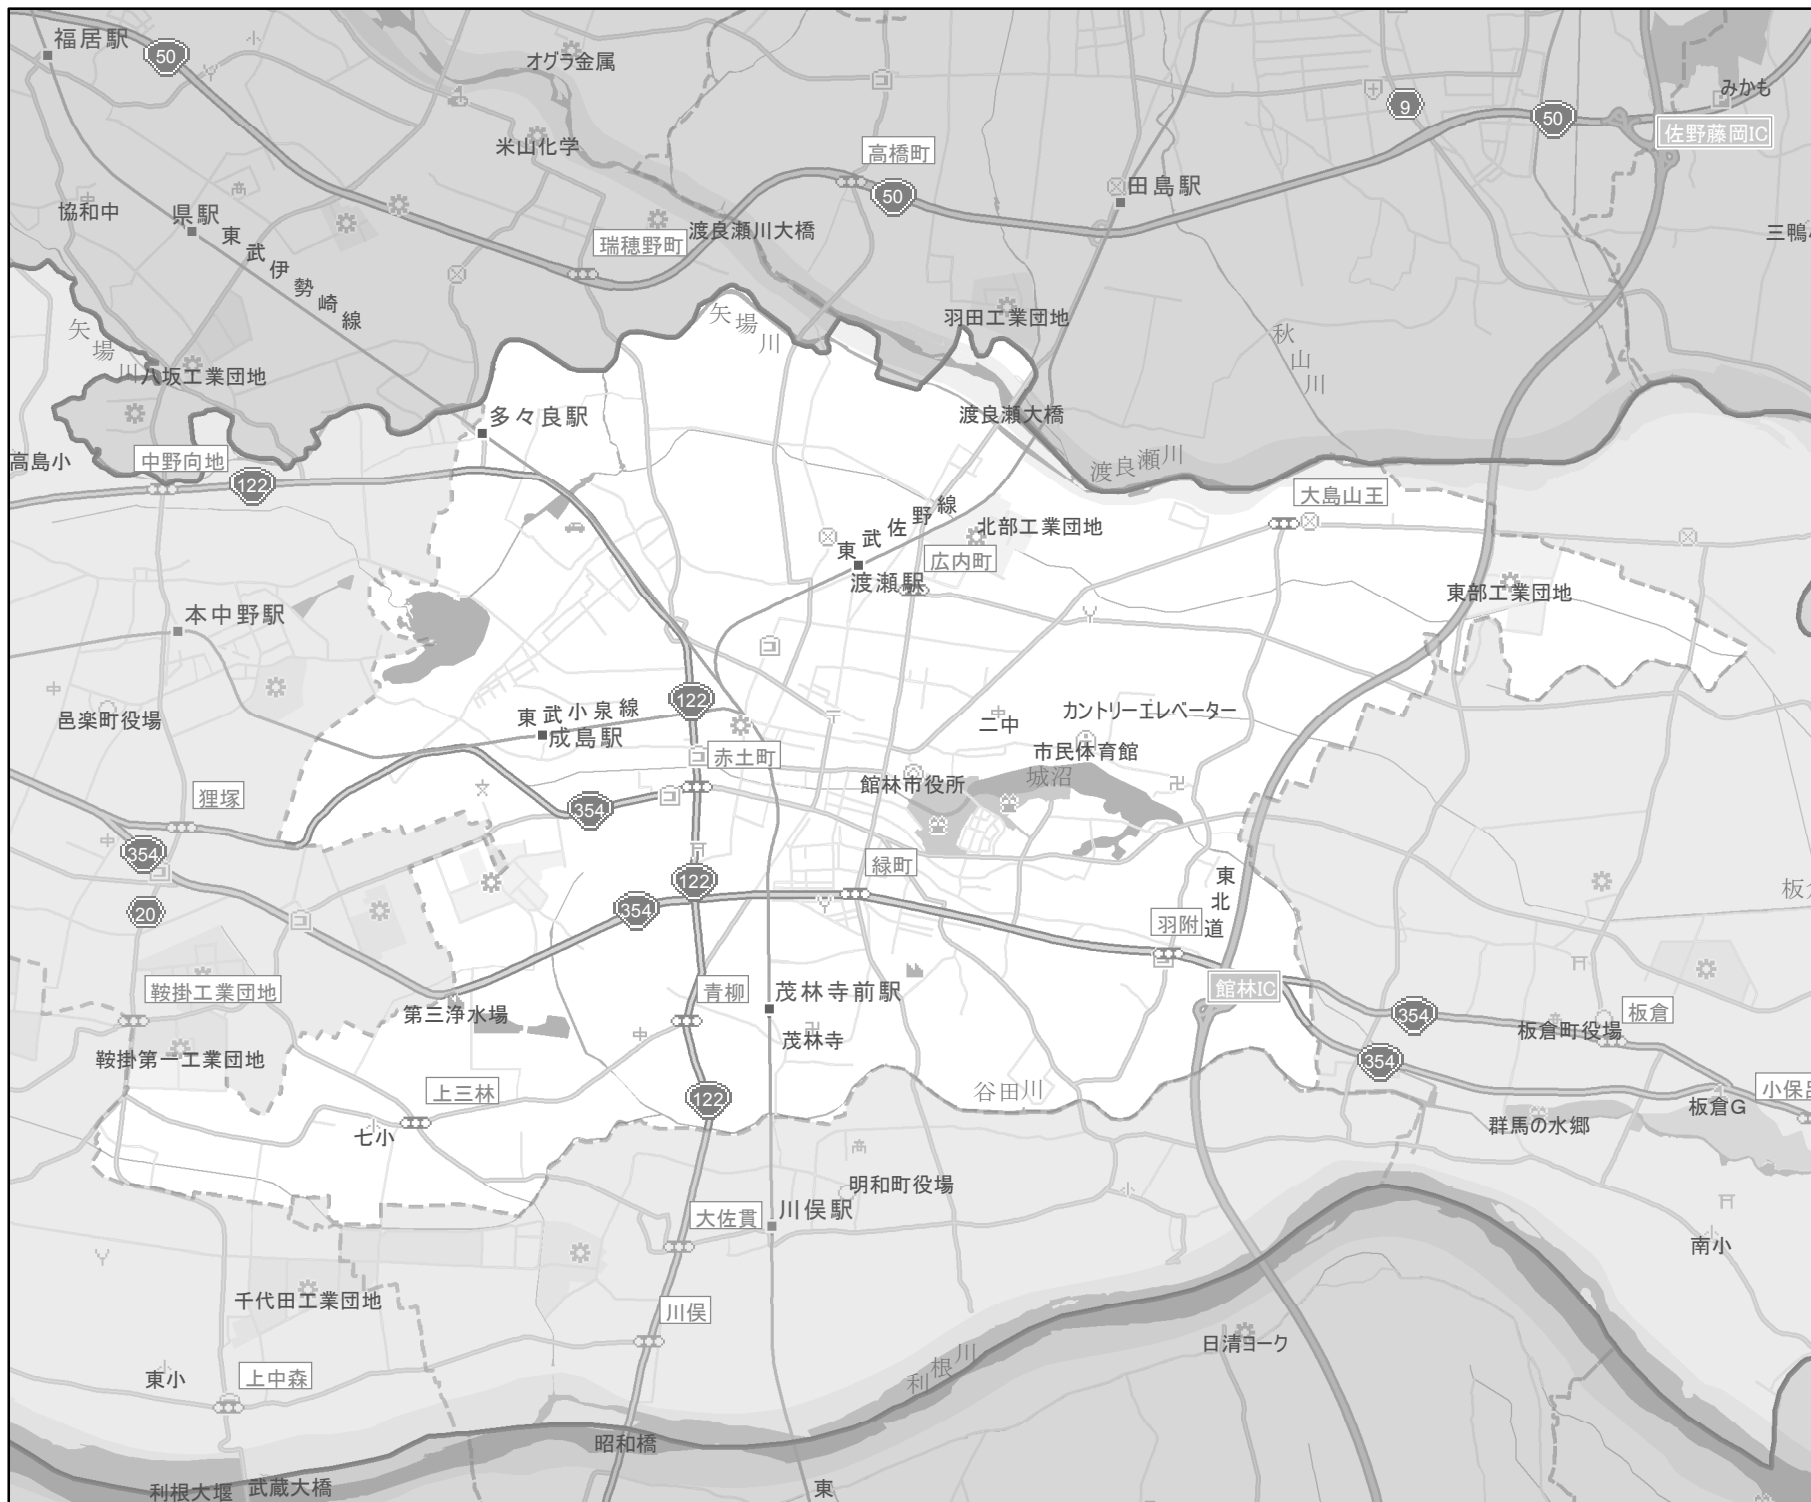 福居駅
50
オグラ金属
みかも
9
50
佐野藤岡IC
米山化学
高橋町
50
田島駅
協和中
県駅
東武伊勢崎線
瑞穂野町
渡良瀬川大橋
矢場川
羽田工業団地
矢場川
秋山川
八坂工業団地
多々良駅
渡良瀬大橋
高島小
中野向地
122
渡良瀬川
大島山王
東武佐野線
北部工業団地
広内町
渡瀬駅
東部工業団地
本中野駅
邑楽町役場
東武小泉線
成島駅
122
二中
カントリーエレベーター
市民体育館
赤土町
館林市役所
城沼
狸塚
354
354
緑町
122
354
20
東北道
羽附
鞍掛工業団地
第三浄水場
青柳
茂林寺前駅
館林IC
354
板倉
板倉町役場
茂林寺
鞍掛第一工業団地
354
上三林
122
谷田川
七小
群馬の水郷
板倉G
明和町役場
大佐貫
川俣駅
南小
千代田工業団地
川俣
日清ヨーク
東小
上中森
利根川
昭和橋
利根大堰
武蔵大橋
東